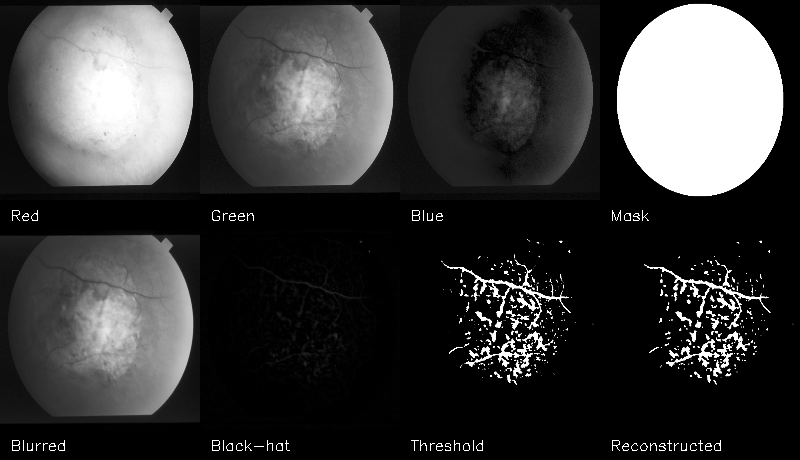 Red
Green
Blue
Mask
Blurred
Black-hat
Threshold
Reconstructed